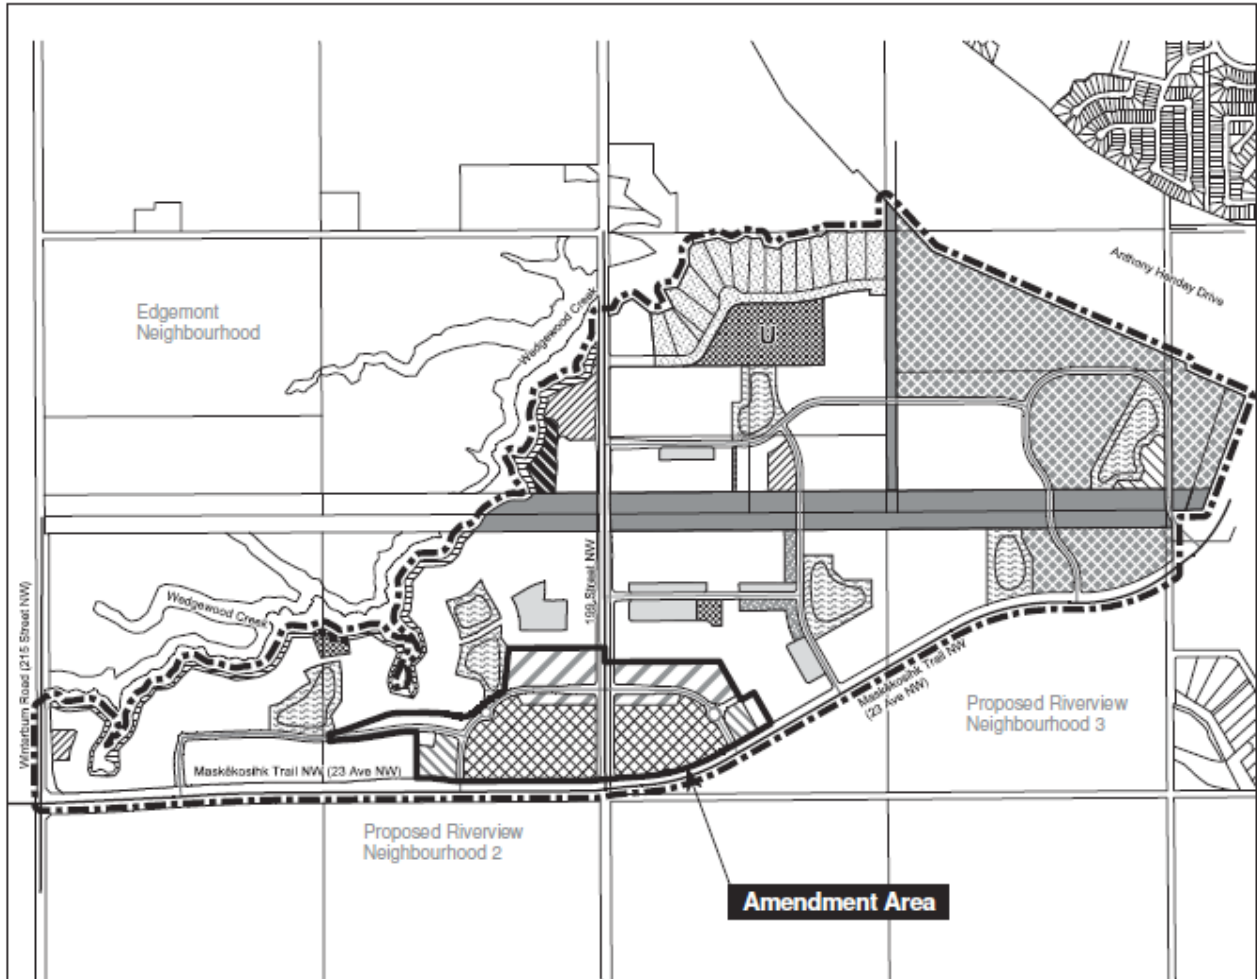 Anthony Henday Drive
Edgemont
Neighbourhood
Wedgewood Creek
U
199 Street NW
Wedgewood Creek
Winterburn Road (215 Street NW)
Maskêkosihk Trail NW
(23 Ave NW)
Proposed Riverview
Neighbourhood 3
Maskêkosihk Trail NW (23 Ave NW)
Proposed Riverview
Neighbourhood 2
Amendment Area